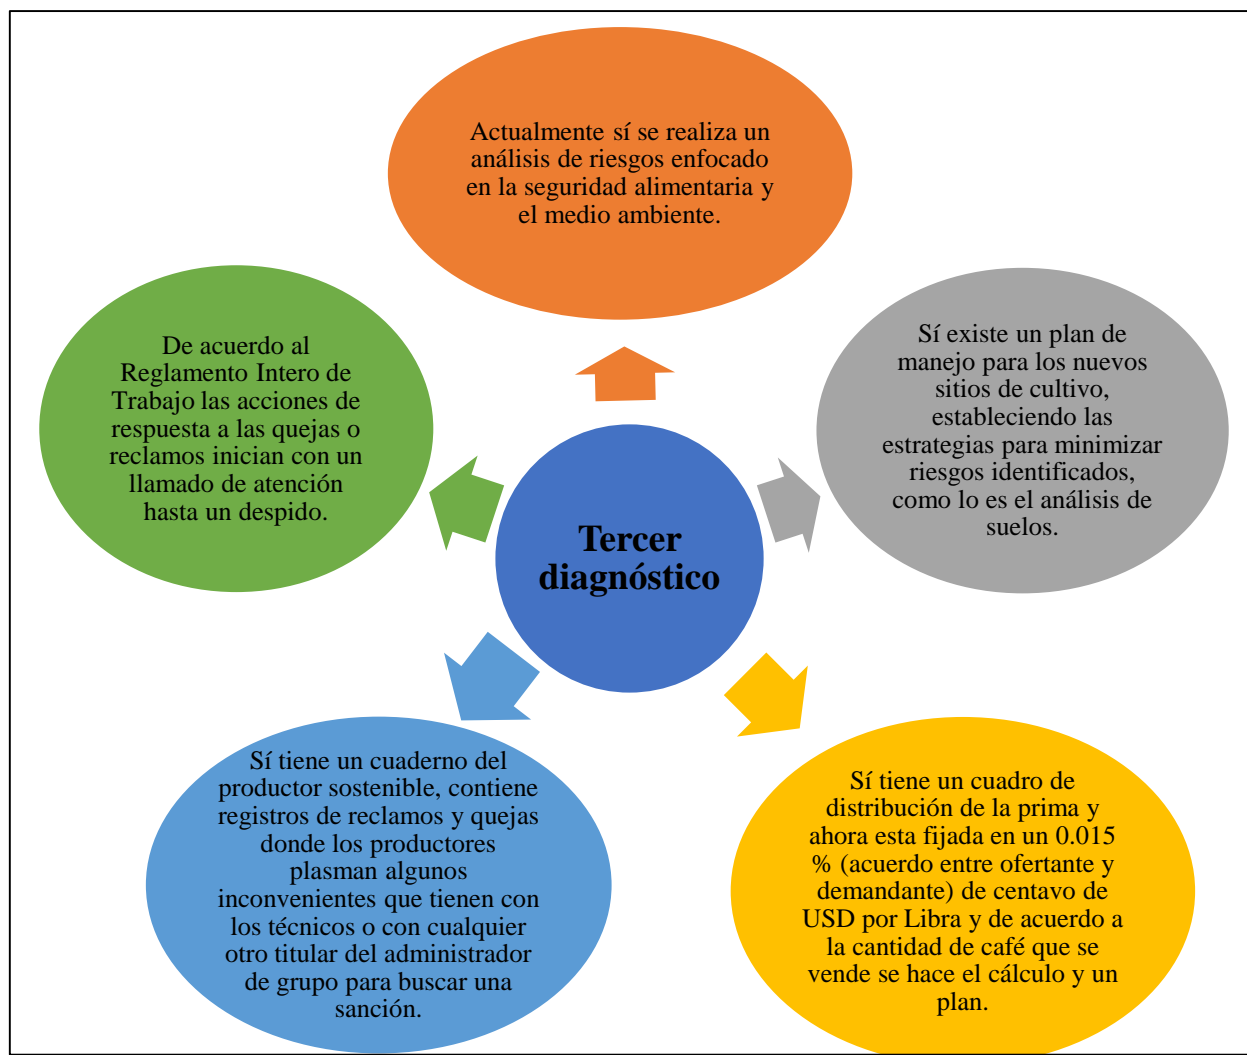 Actualmente sí se realiza un
análisis de riesgos enfocado
en la seguridad alimentaria y
el medio ambiente.
De acuerdo al
Reglamento Intero de
Trabajo las acciones de
respuesta a las quejas o
reclamos inician con un
llamado de atención
hasta un despido.
Sí existe un plan de
manejo para los nuevos
sitios de cultivo,
estableciendo las
estrategias para minimizar
riesgos identificados,
como lo es el análisis de
suelos.
Tercer
diagnóstico
Sí tiene un cuaderno del
productor sostenible, contiene
registros de reclamos y quejas
donde los productores
plasman algunos
inconvenientes que tienen con
los técnicos o con cualquier
otro titular del administrador
de grupo para buscar una
sanción.
Sí tiene un cuadro de
distribución de la prima y
ahora esta fijada en un 0.015
% (acuerdo entre ofertante y
demandante) de centavo de
USD por Libra y de acuerdo a
la cantidad de café que se
vende se hace el cálculo y un
plan.